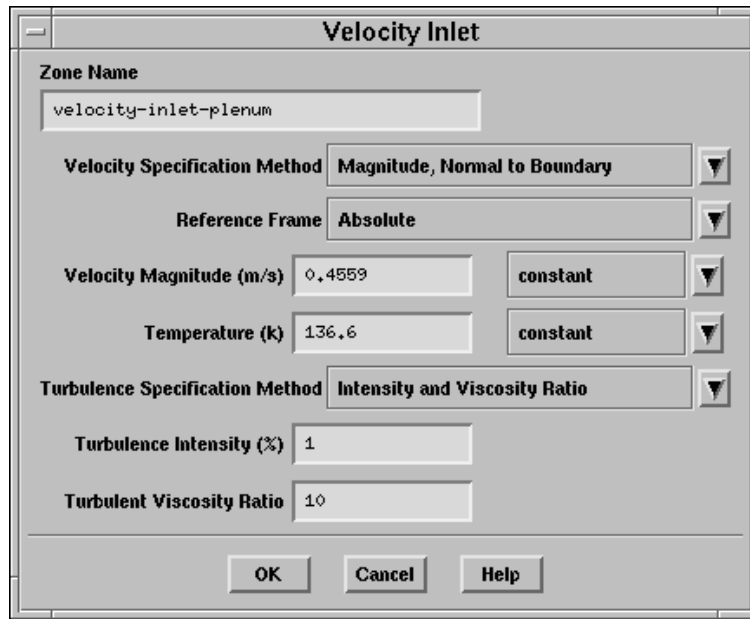 Velocity Inlet
Zone Name
velocity-inlet-plenum
Velocity Specification Method Magnitude, Normal to Boundary
Reference Frame Absolute
Velocity Magnitude (m/s) 0.4559 constant
Temperature (k) 136.6 constant
Turbulence Specification Method Intensity and Viscosity Ratio
Turbulence Intensity (%) 1
Turbulent Viscosity Ratio 10
OK Cancel Help